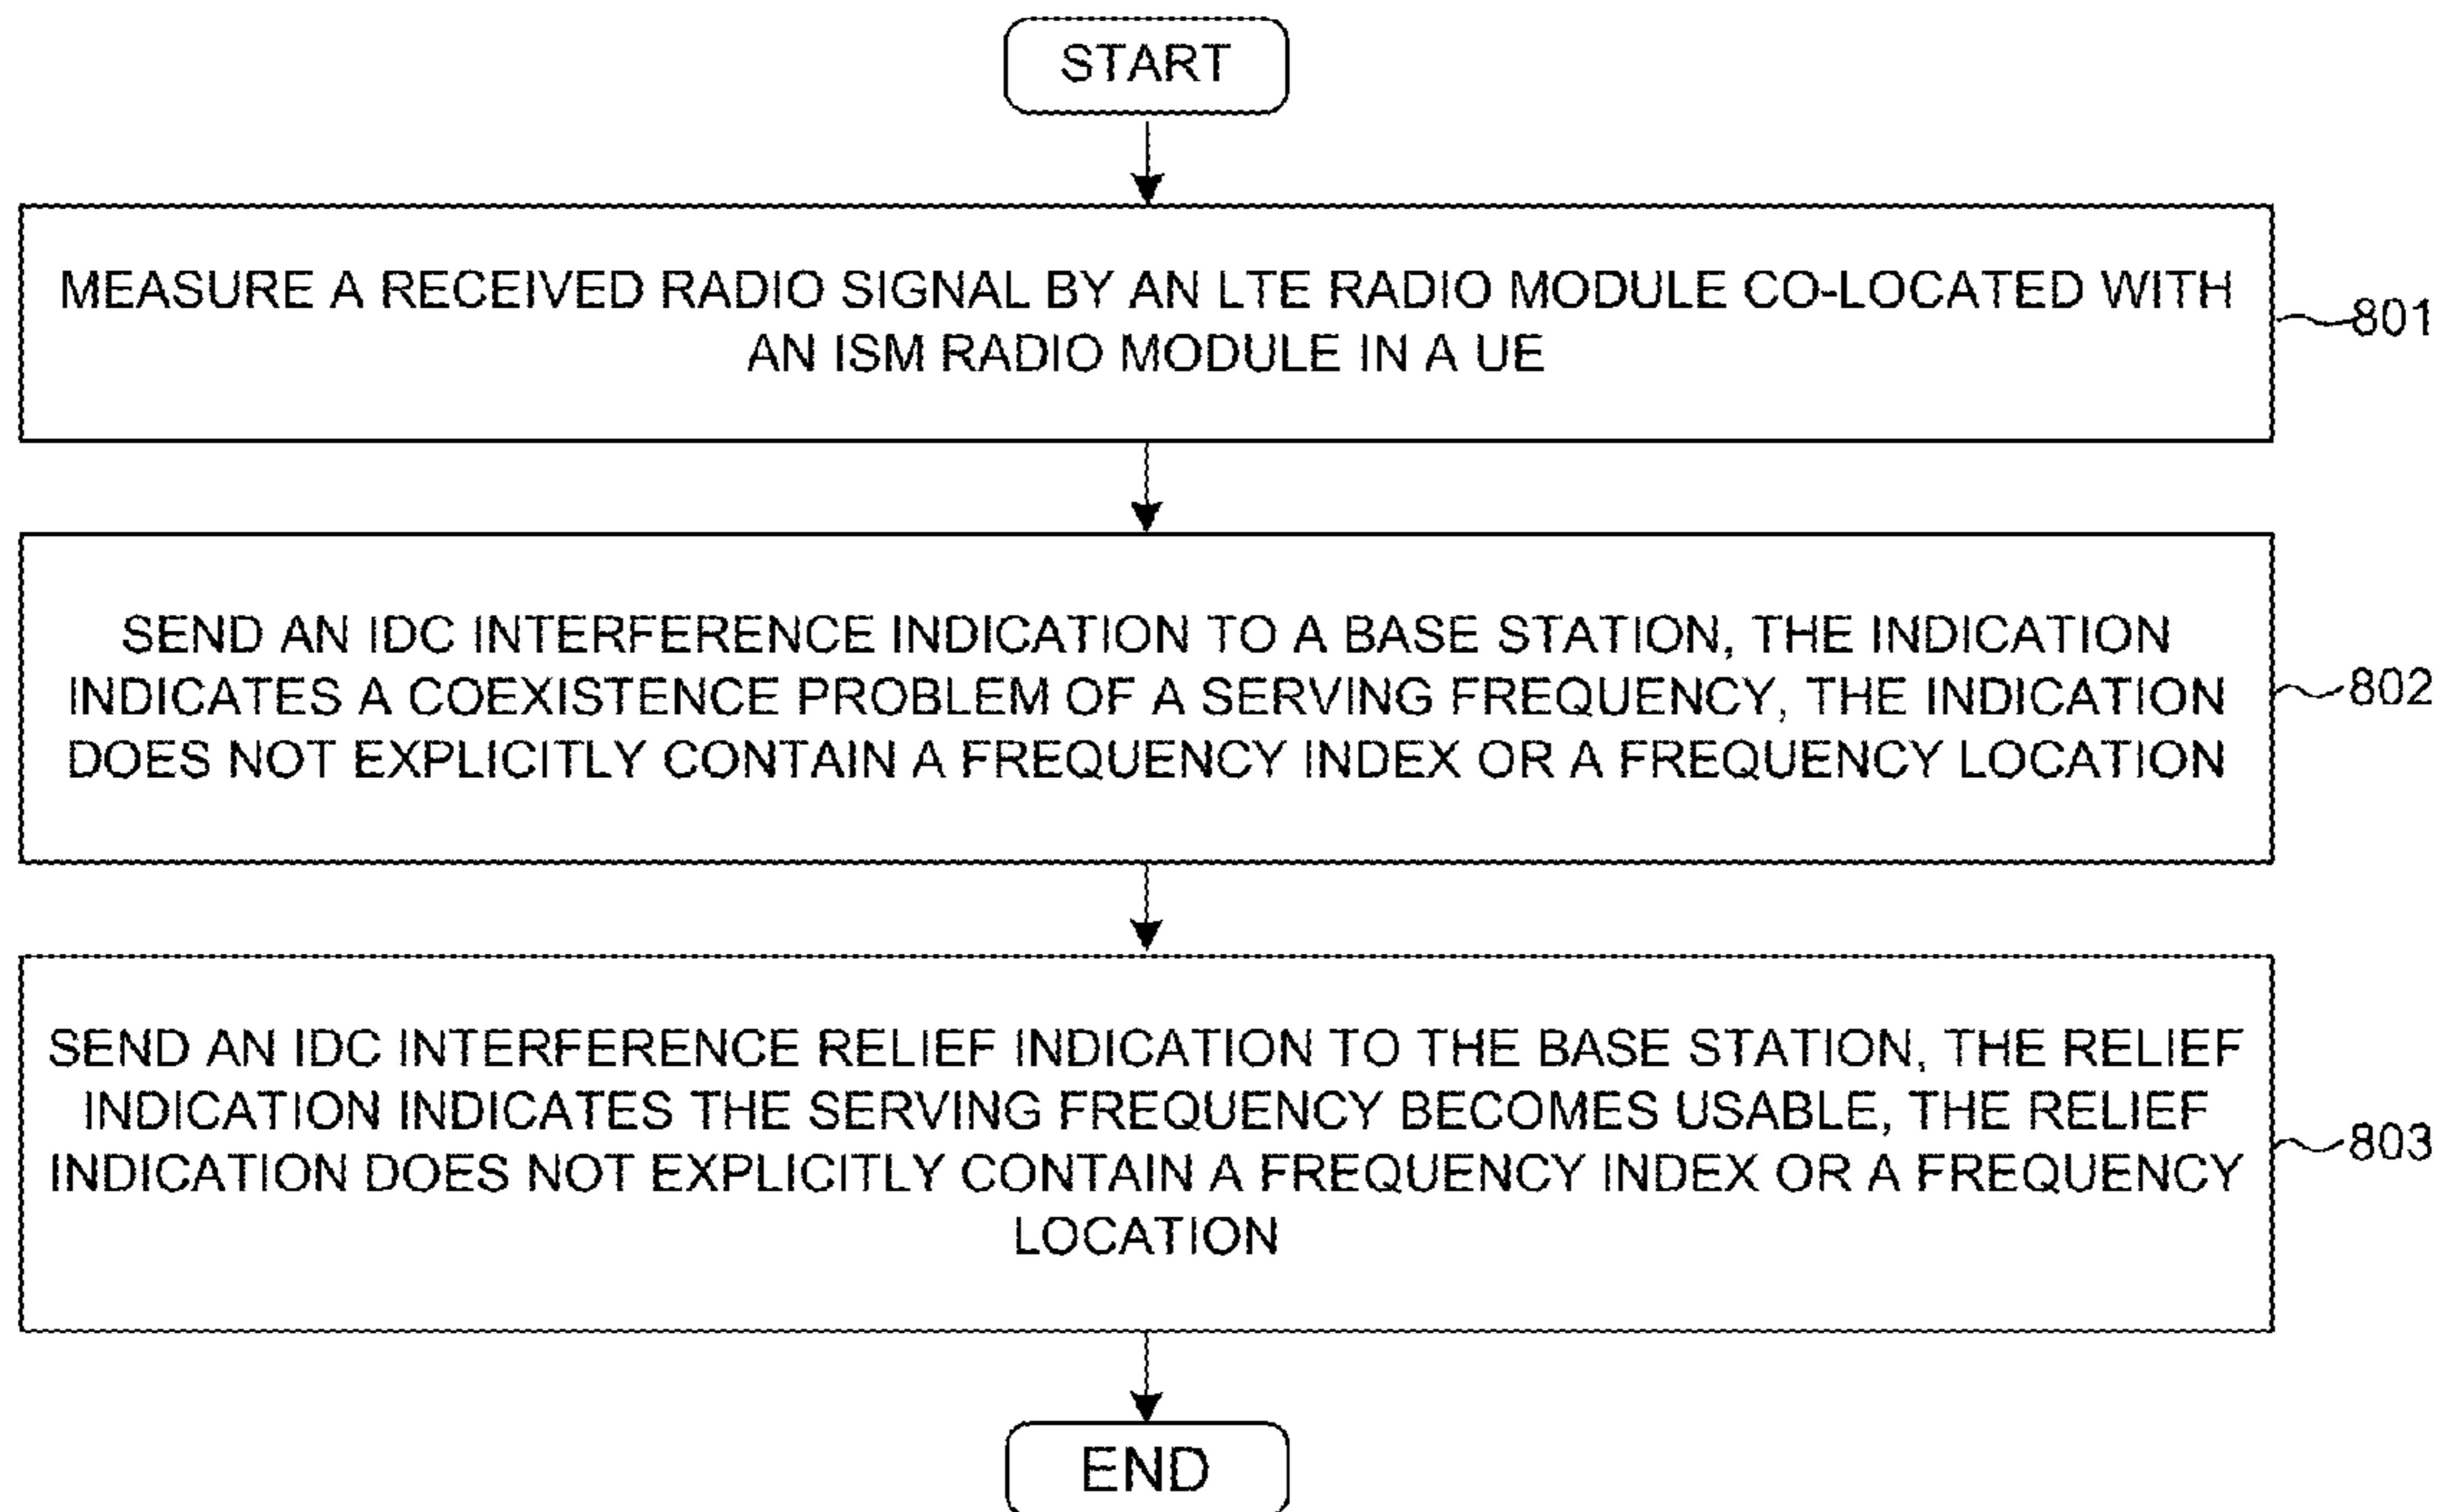 START
MEASURE A RECEIVED RADIO SIGNAL BY AN LTE RADIO MODULE CO-LOCATED WITH
AN ISM RADIO MODULE IN A UE
801
SEND AN IDC INTERFERENCE INDICATION TO A BASE STATION, THE INDICATION
INDICATES A COEXISTENCE PROBLEM OF A SERVING FREQUENCY, THE INDICATION
DOES NOT EXPLICITLY CONTAIN A FREQUENCY INDEX OR A FREQUENCY LOCATION
802
SEND AN IDC INTERFERENCE RELIEF INDICATION TO THE BASE STATION, THE RELIEF
INDICATION INDICATES THE SERVING FREQUENCY BECOMES USABLE, THE RELIEF
INDICATION DOES NOT EXPLICITLY CONTAIN A FREQUENCY INDEX OR A FREQUENCY
LOCATION
803
END